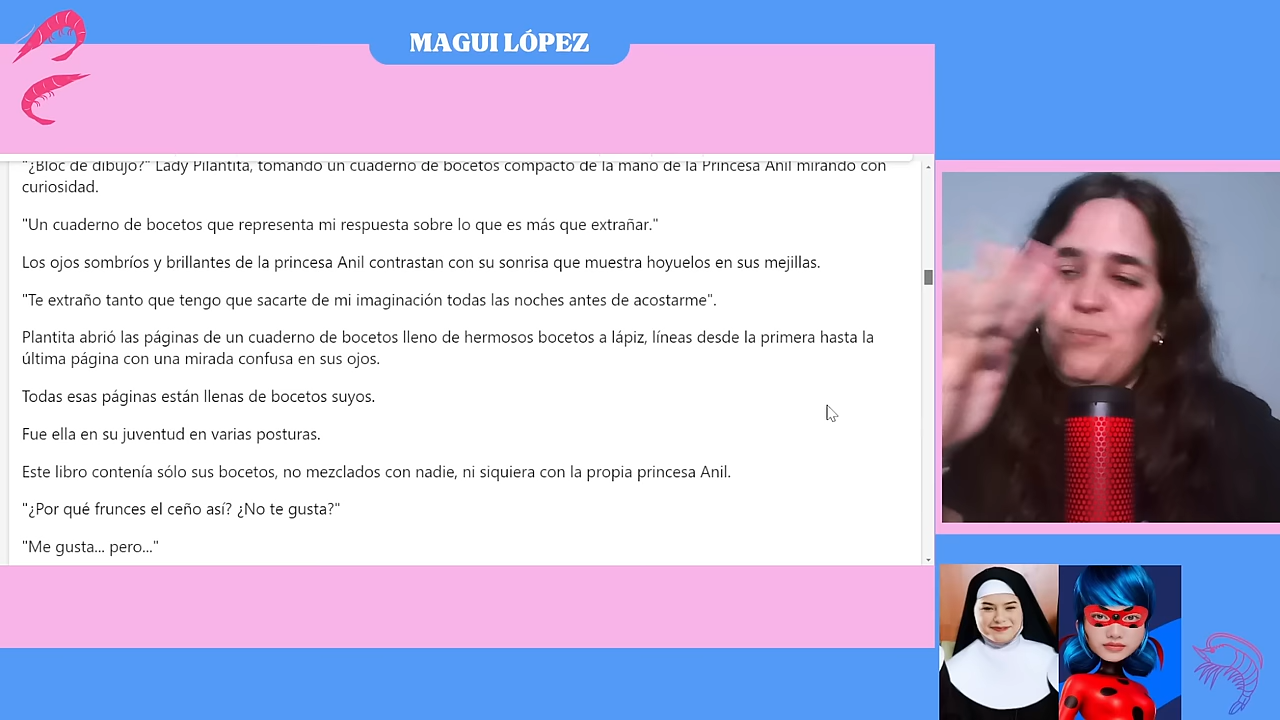 MAGUI LÓPEZ
"¿Bloc de dibujo?" Lady Pilantita, tomando un cuaderno de bocetos compacto de la mano de la Princesa Anil mirando con
curiosidad.
"Un cuaderno de bocetos que representa mi respuesta sobre lo que es más que extrañar."
Los ojos sombríos y brillantes de la princesa Anil contrastan con su sonrisa que muestra hoyuelos en sus mejillas.
"Te extraño tanto que tengo que sacarte de mi imaginación todas las noches antes de acostarme".
Plantita abrió las páginas de un cuaderno de bocetos lleno de hermosos bocetos a lápiz, líneas desde la primera hasta la
última página con una mirada confusa en sus ojos.
Todas esas páginas están llenas de bocetos suyos.
Fue ella en su juventud en varias posturas.
Este libro contenía sólo sus bocetos, no mezclados con nadie, ni siquiera con la propia princesa Anil.
"¿Por qué frunces el ceño así? ¿No te gusta?"
"Me gusta... pero..."